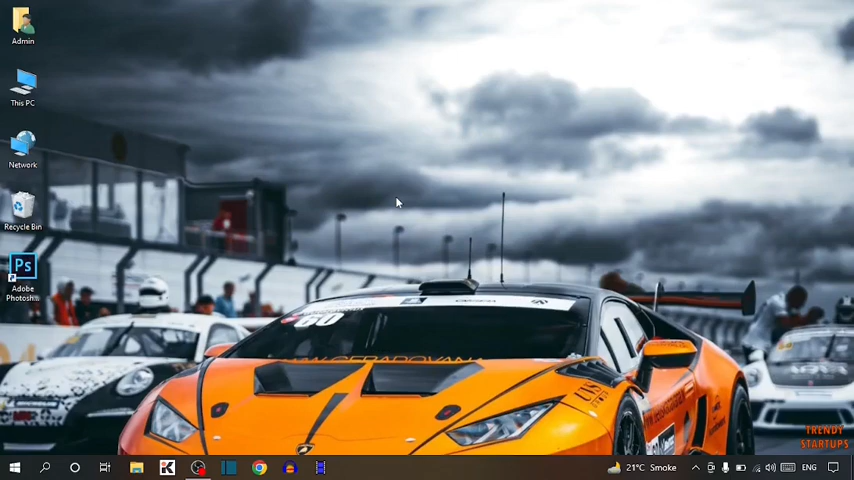 Admin
This PC
Network
Recycle Bin
Ps
Adobe
Photosh...
60
TRENDY
STARTUPS
21°C Smoke
ENG